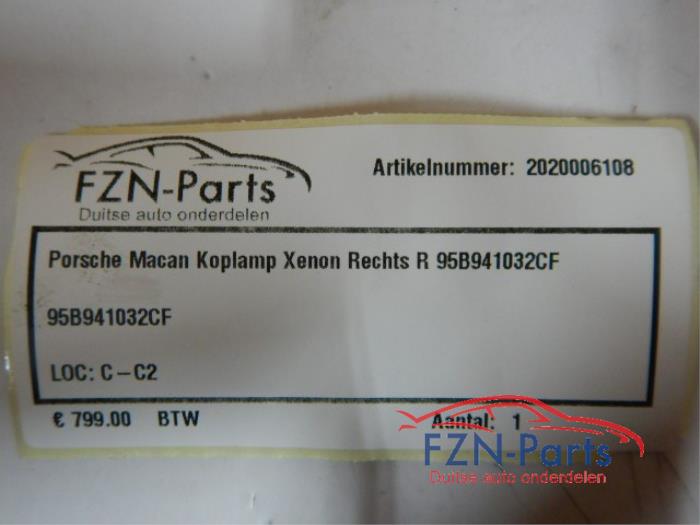 FZN-Parts
Duitse auto onderdelen
Artikelnummer: 2020006108
Porsche Macan Koplamp Xenon Rechts R 95B941032CF
95B941032CF
LOC: C-C2
€ 799.00 BTW
Aantal: 1
FZN-Parts
Duitse auto onderdelen